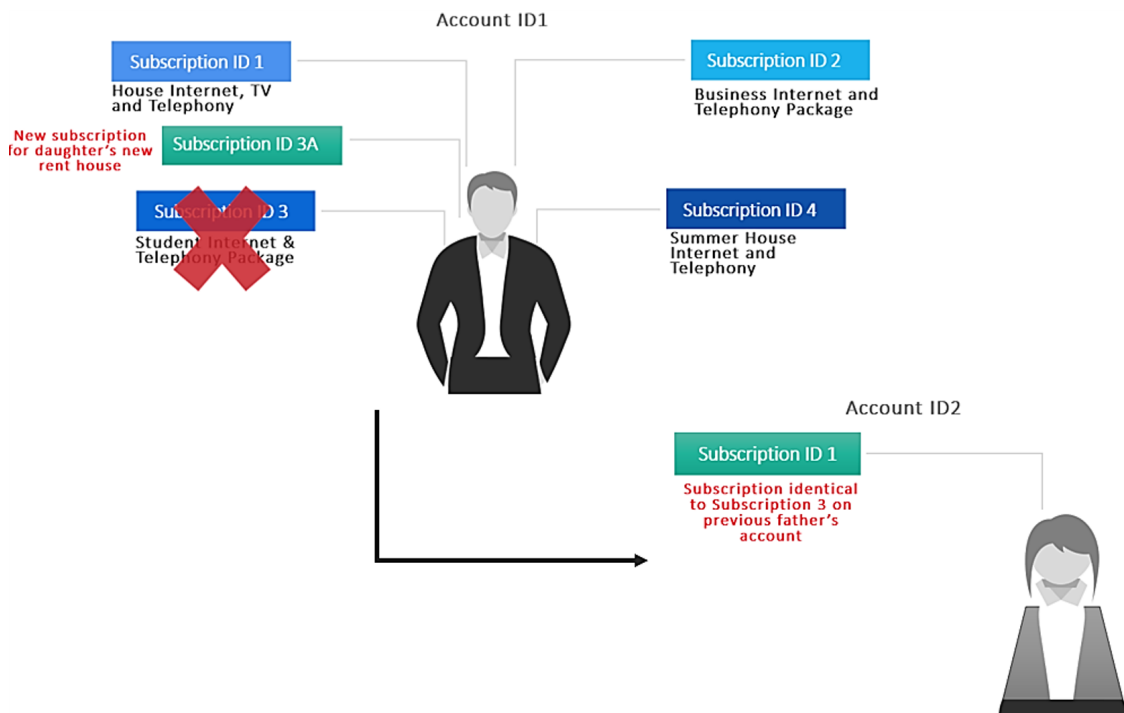 Account ID1
Subscription ID 1
House Internet, TV
and Telephony
Subscription ID 2
Business Internet and
Telephony Package
New subscription
for daughter's new
rent house
Subscription ID 3A
Subscription ID 3
Student Internet &
Telephony Package
Subscription ID 4
Summer House
Internet and
Telephony
Account ID2
Subscription ID 1
Subscription identical
to Subscription 3 on
previous father's
account